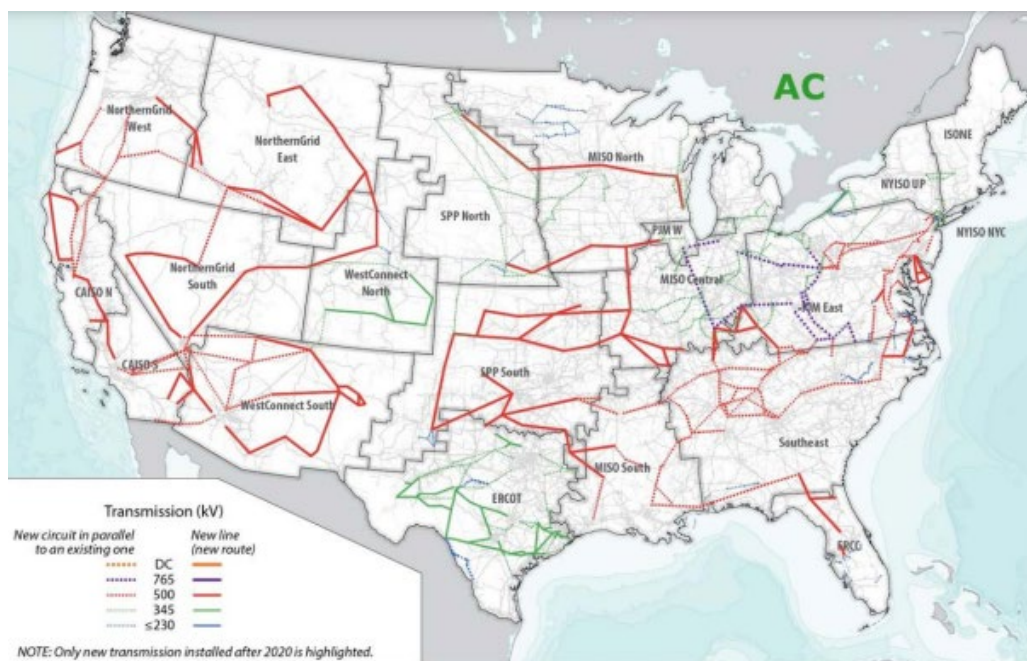 AC
NorthernGrid
West
NorthernGrid
East
MISO North
ISONE
NYISO UP
NYISO NYC
SPP North
PJM W
NorthernGrid
South
WestConnect
North
MISO Central
PJM East
CAISO N
CAISO S
SPP South
WestConnect South
Southeast
MISO South
ERCOT
FRCC
Transmission (kV)
New circuit in parallel
to an existing one
New line
(new route)
DC
765
500
345
≤230
NOTE: Only new transmission installed after 2020 is highlighted.